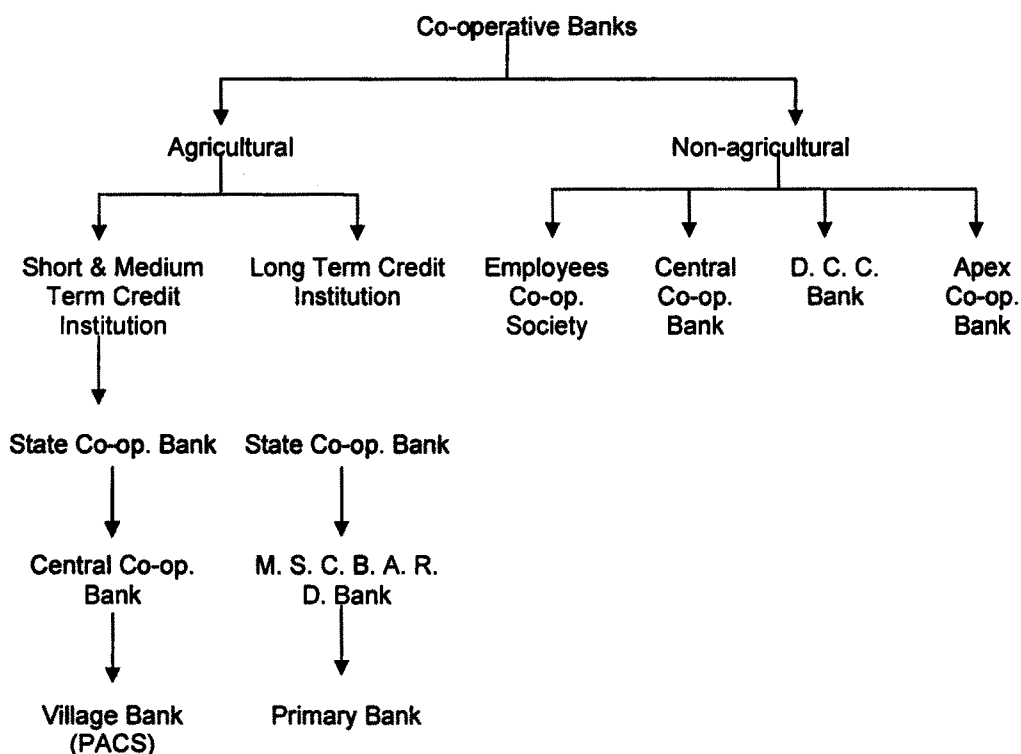 Co-operative Banks
Agricultural
Non-agricultural
Short & Medium
Term Credit
Institution
Long Term Credit
Institution
Employees
Co-op.
Society
Central
Co-op.
Bank
D. C. C.
Bank
Apex
Co-op.
Bank
State Co-op. Bank
State Co-op. Bank
Central Co-op.
Bank
M. S. C. B. A. R.
D. Bank
Village Bank
(PACS)
Primary Bank